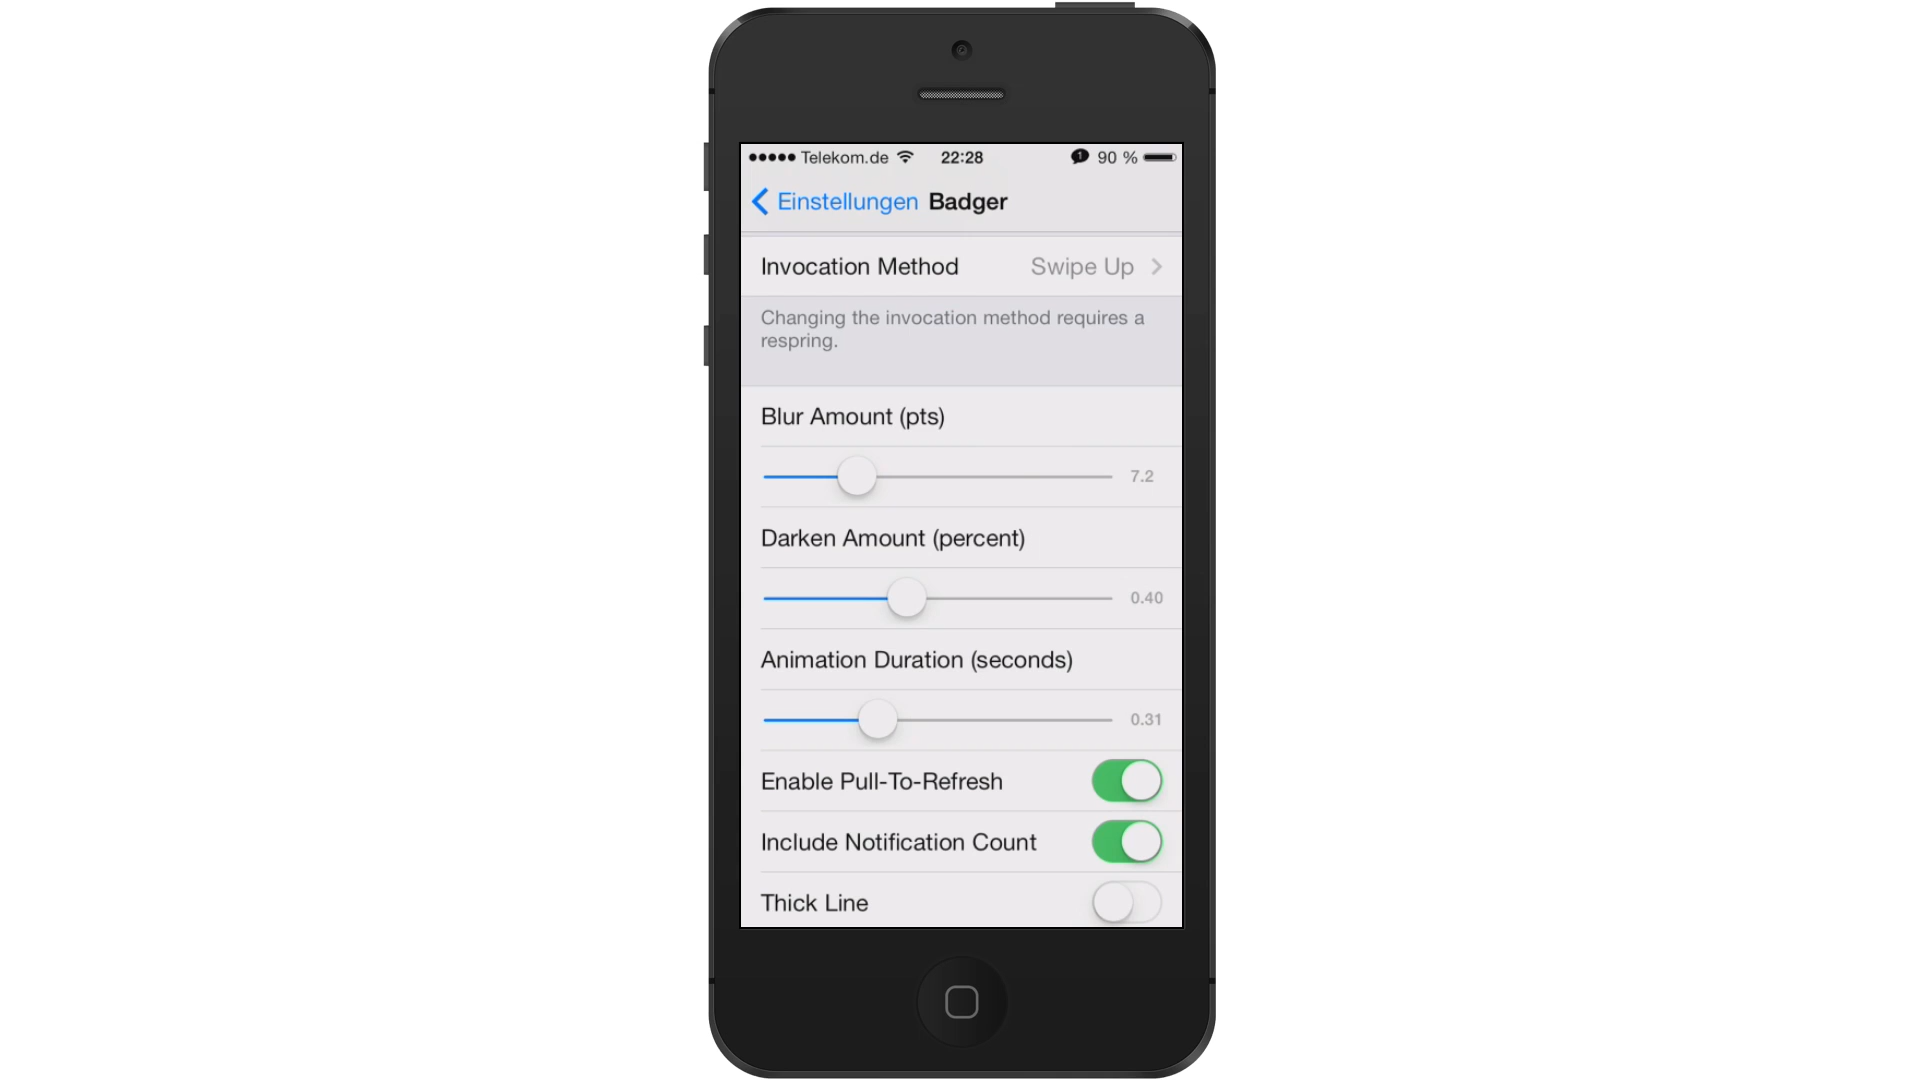 Telekom.de 22:28 1 90 %
Einstellungen Badger
Invocation Method Swipe Up
Changing the invocation method requires a
respring.
Blur Amount (pts)
7.2
Darken Amount (percent)
0.40
Animation Duration (seconds)
0.31
Enable Pull-To-Refresh
Include Notification Count
Thick Line